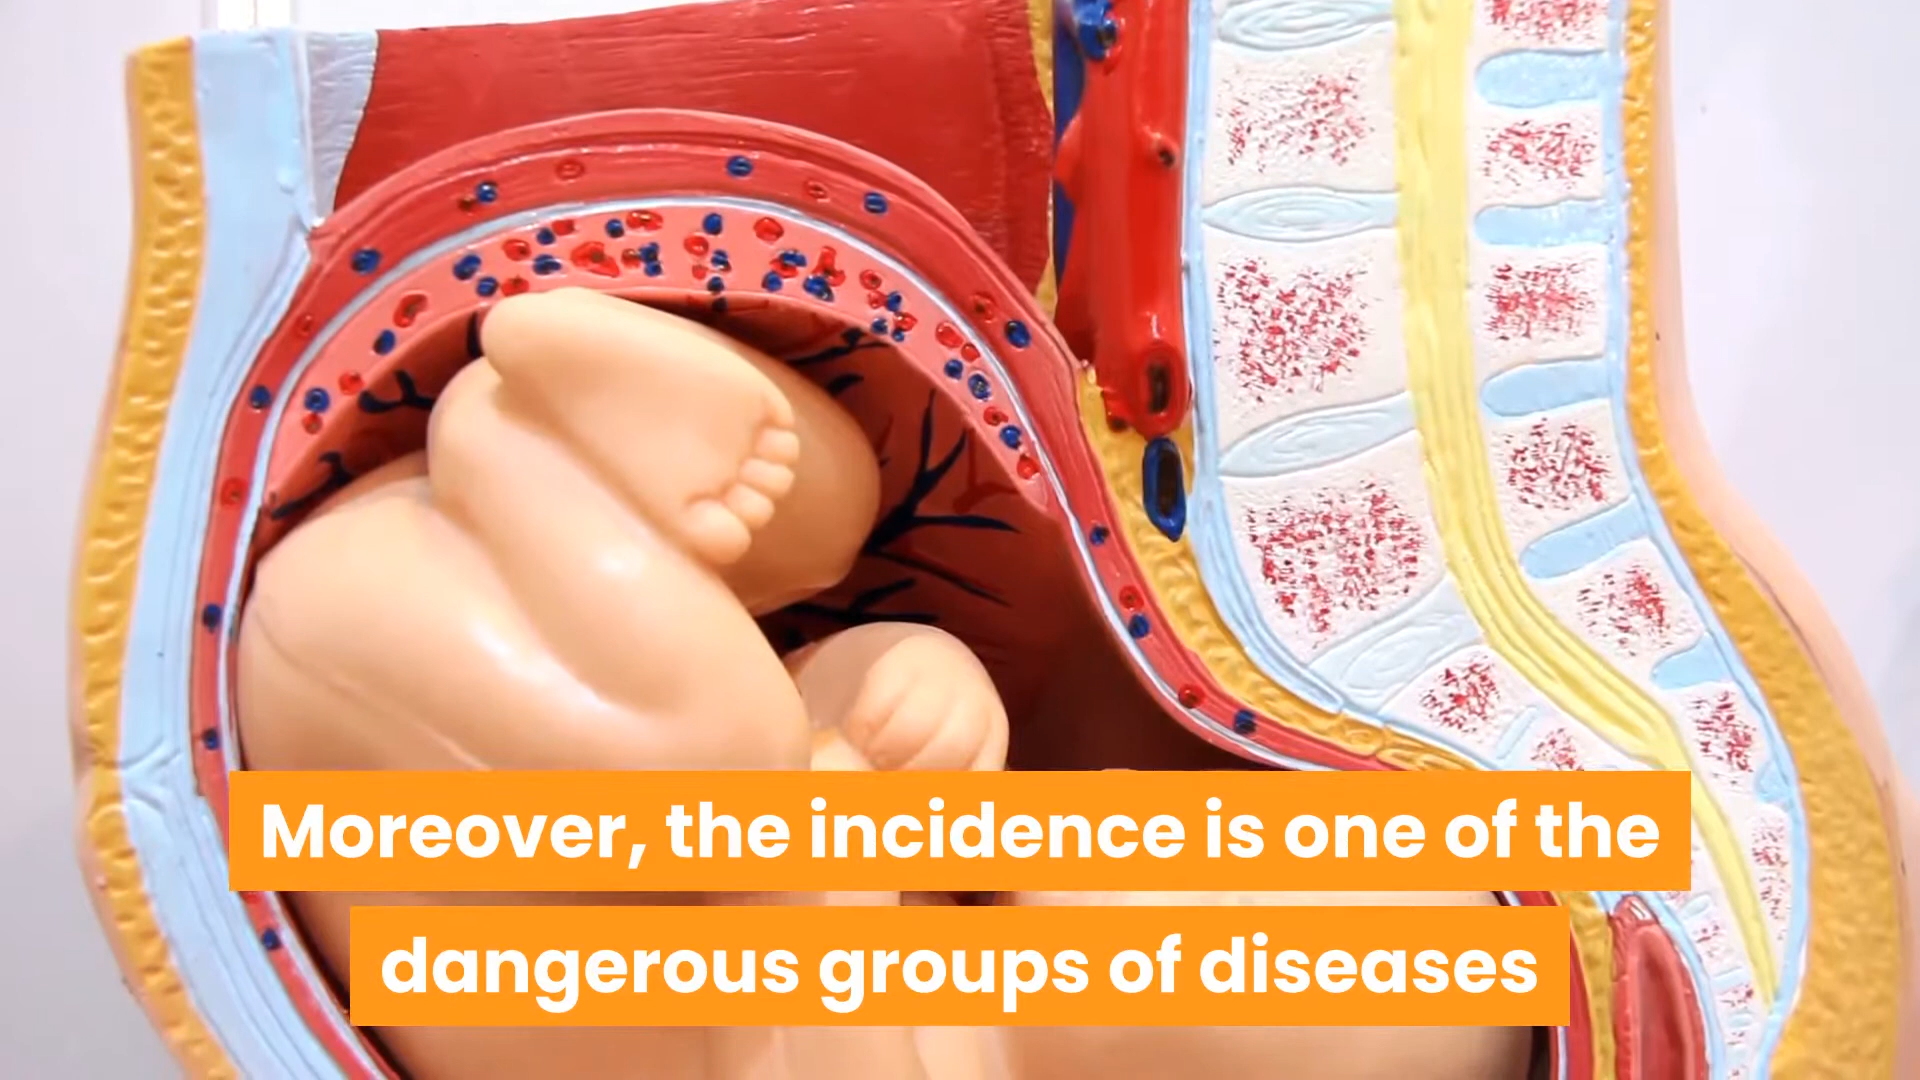 Moreover, the incidence is one of the
dangerous groups of diseases